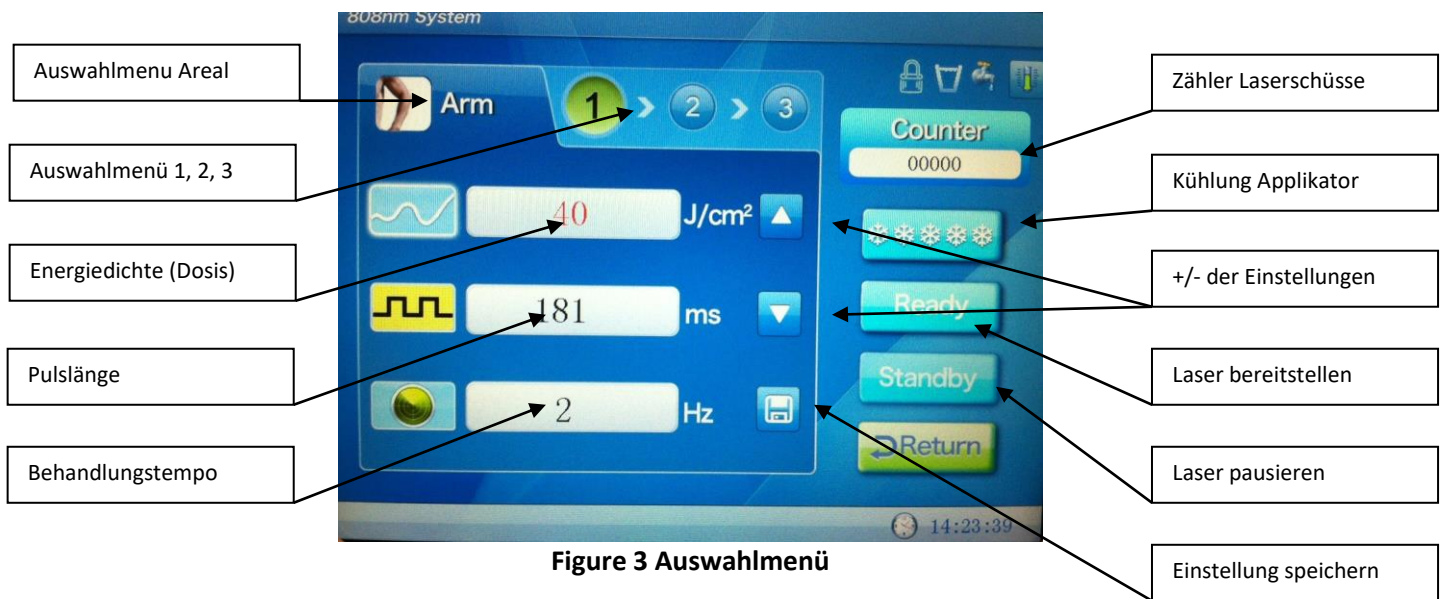 808nm System
Auswahlmenu Areal
Auswahlmenü 1, 2, 3
Energiedichte (Dosis)
Pulslänge
Behandlungstempo
Arm
1
2
3
40
J/cm²
181
ms
2
Hz
Counter
00000
Ready
Standby
Return
14:23:39
Zähler Laserschüsse
Kühlung Applikator
+/- der Einstellungen
Laser bereitstellen
Laser pausieren
Einstellung speichern
Figure 3 Auswahlmenü